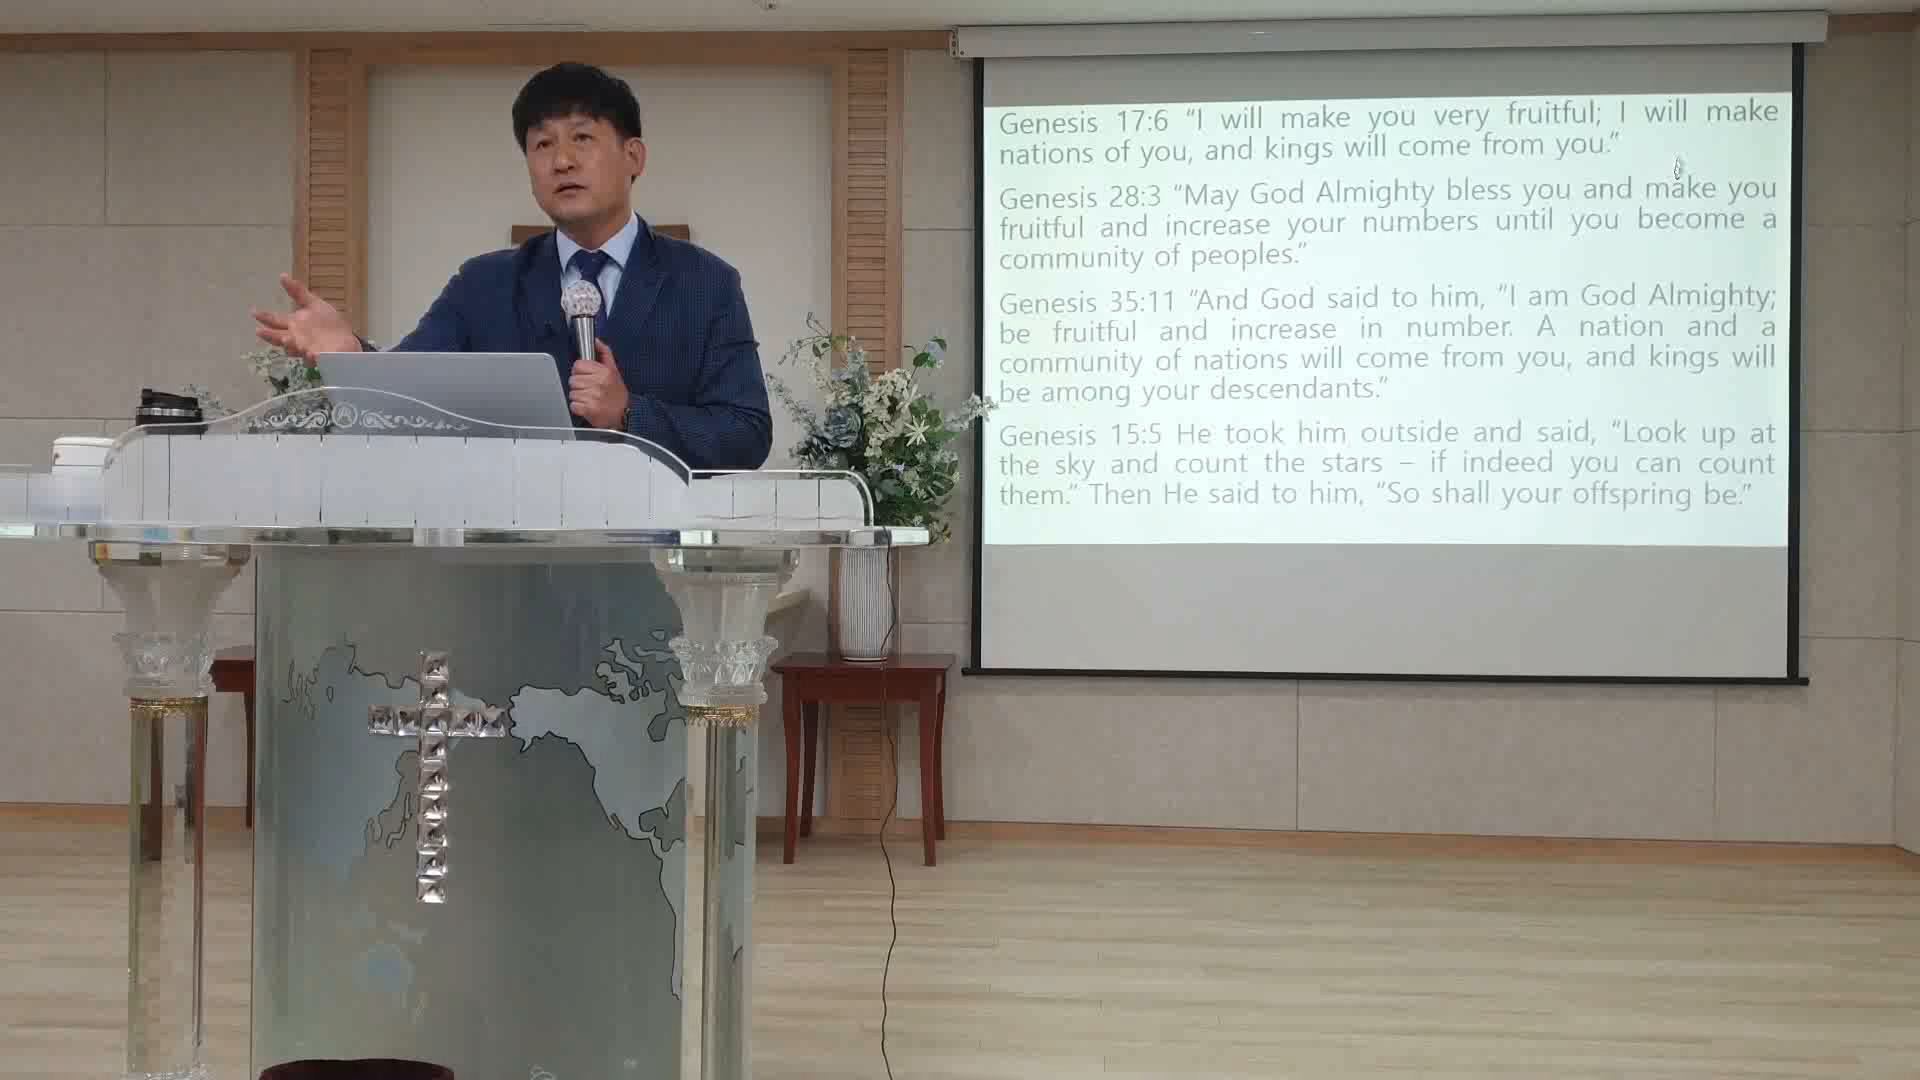 Genesis 17:6 “I will make you very fruitful; I will make
nations of you, and kings will come from you.”
Genesis 28:3 “May God Almighty bless you and make you
fruitful and increase your numbers until you become a
community of peoples.”
Genesis 35:11 “And God said to him, “I am God Almighty;
be fruitful and increase in number. A nation and a
community of nations will come from you, and kings will
be among your descendants.”
Genesis 15:5 He took him outside and said, “Look up at
the sky and count the stars – if indeed you can count
them.” Then He said to him, “So shall your offspring be.”